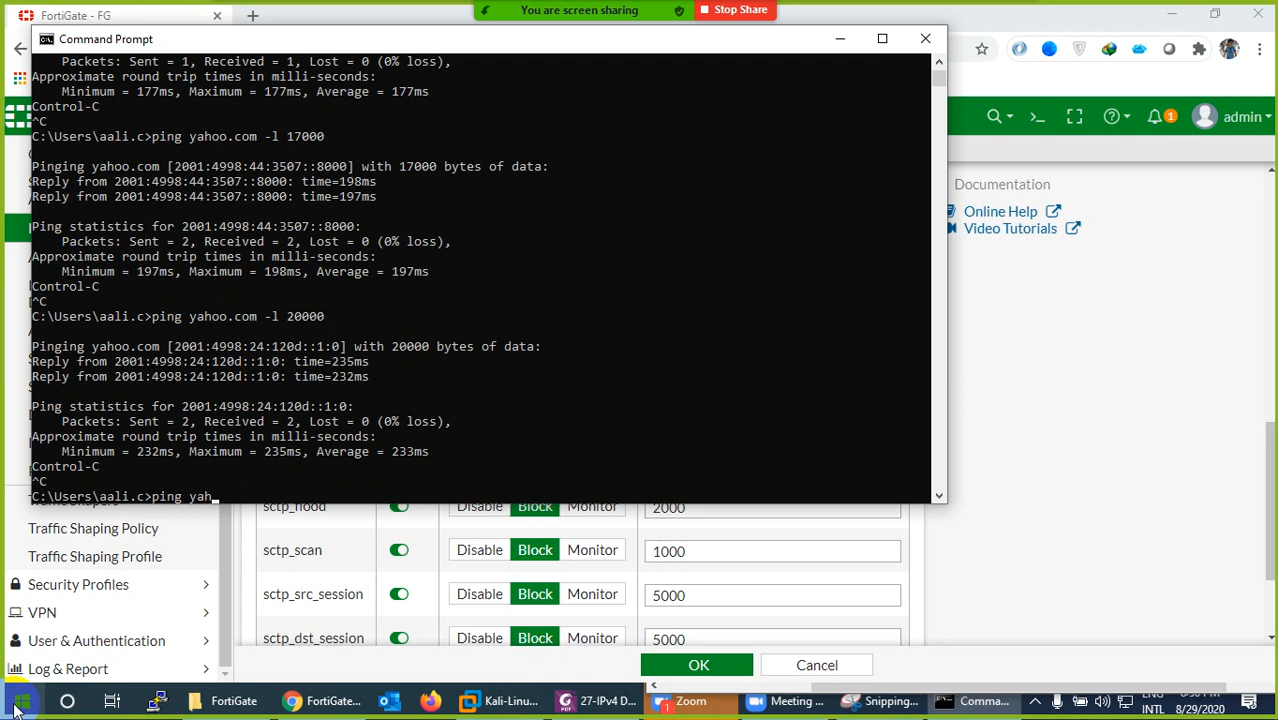 FortiGate - FG
You are screen sharing
Stop Share
Command Prompt
Packets: Sent = 1, Received = 1, Lost = 0 (0% loss),
Approximate round trip times in milli-seconds:
Minimum = 177ms, Maximum = 177ms, Average = 177ms
Control-C
^C
C:\Users\aali.c>ping yahoo.com -l 17000
Pinging yahoo.com [2001:4998:44:3507::8000] with 17000 bytes of data:
Reply from 2001:4998:44:3507::8000: time=198ms
Reply from 2001:4998:44:3507::8000: time=197ms
Ping statistics for 2001:4998:44:3507::8000:
Packets: Sent = 2, Received = 2, Lost = 0 (0% loss),
Approximate round trip times in milli-seconds:
Minimum = 197ms, Maximum = 198ms, Average = 197ms
Control-C
^C
C:\Users\aali.c>ping yahoo.com -l 20000
Pinging yahoo.com [2001:4998:24:120d::1:0] with 20000 bytes of data:
Reply from 2001:4998:24:120d::1:0: time=235ms
Reply from 2001:4998:24:120d::1:0: time=232ms
Ping statistics for 2001:4998:24:120d::1:0:
Packets: Sent = 2, Received = 2, Lost = 0 (0% loss),
Approximate round trip times in milli-seconds:
Minimum = 232ms, Maximum = 235ms, Average = 233ms
Control-C
^C
C:\Users\aali.c>ping yah
1
admin
Documentation
Online Help
Video Tutorials
Traffic Shapers
Traffic Shaping Policy
Traffic Shaping Profile
Security Profiles
VPN
User & Authentication
Log & Report
sctp_flood Disable Block Monitor 2000
sctp_scan Disable Block Monitor 1000
sctp_src_session Disable Block Monitor 5000
sctp_dst_session Disable Block Monitor 5000
OK Cancel
FortiGate
FortiGate...
Kali-Linu...
27-IPv4 D...
Zoom
1
Meeting ...
Snipping...
Comma...
ENG
INTL
8/29/2020